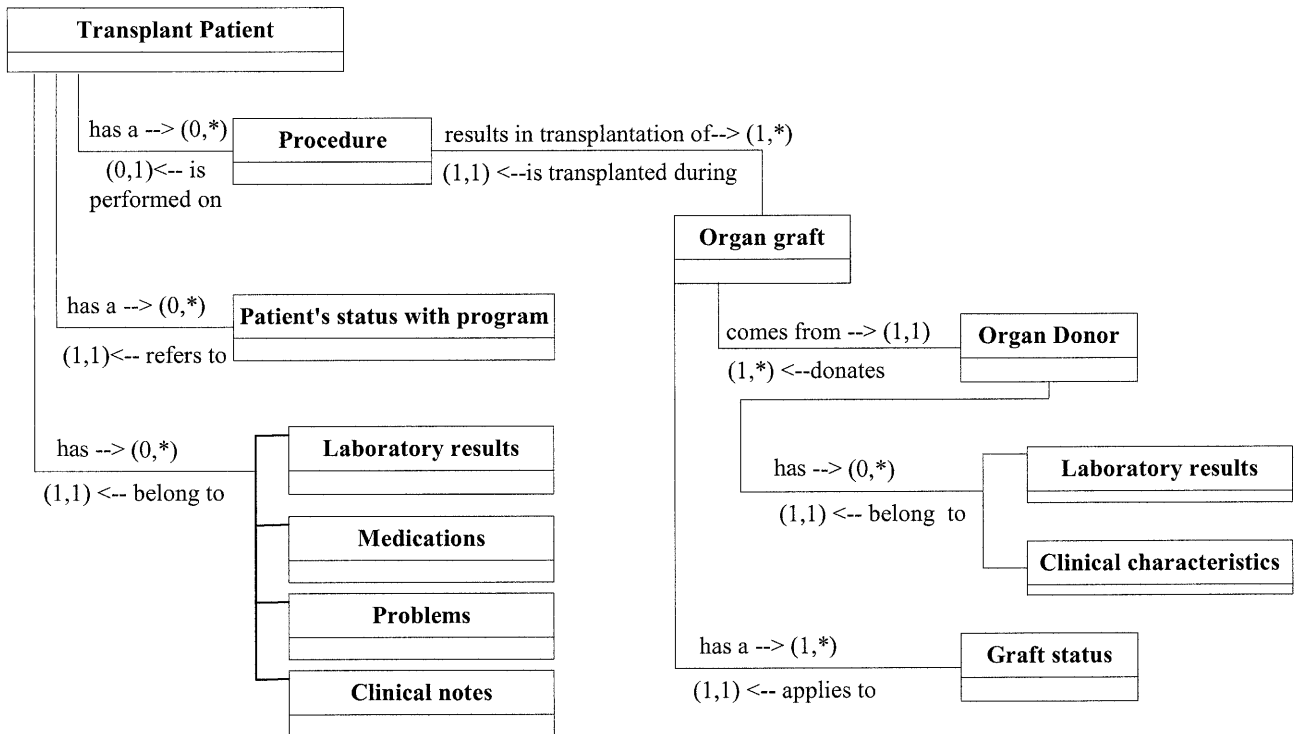 Transplant Patient
has a --> (0,*)
(0,1)<-- is
performed on
Procedure
results in transplantation of--> (1,*)
(1,1) <--is transplanted during
Organ graft
has a --> (0,*)
(1,1)<-- refers to
Patient's status with program
comes from --> (1,1)
(1,*) <--donates
Organ Donor
has --> (0,*)
(1,1) <-- belong to
Laboratory results
Medications
Problems
Clinical notes
has --> (0,*)
(1,1) <-- belong to
Laboratory results
Clinical characteristics
has a --> (1,*)
(1,1) <-- applies to
Graft status